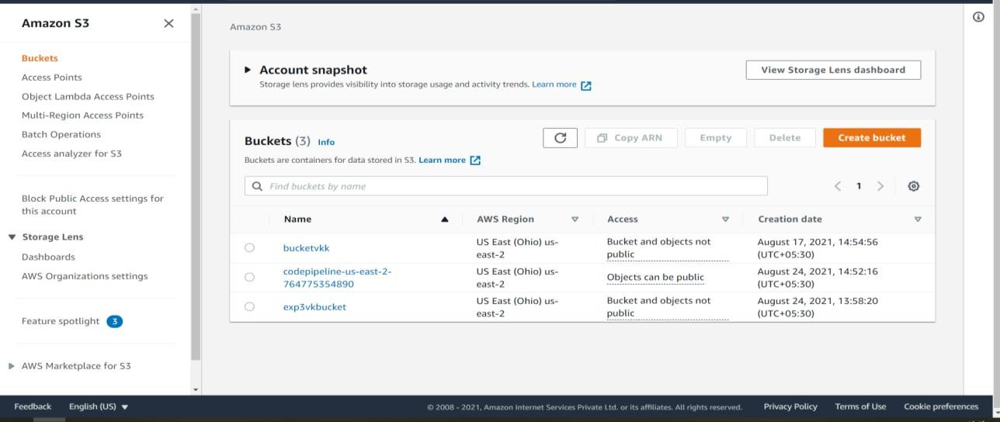 Amazon S3
Buckets
Access Points
Object Lambda Access Points
Multi-Region Access Points
Batch Operations
Access analyzer for S3
Block Public Access settings for
this account
Storage Lens
Dashboards
AWS Organizations settings
Feature spotlight 3
AWS Marketplace for S3
Amazon S3
Account snapshot
Storage lens provides visibility into storage usage and activity trends. Learn more
View Storage Lens dashboard
Buckets (3) Info
Copy ARN
Empty
Delete
Create bucket
Buckets are containers for data stored in S3. Learn more
Find buckets by name
1
Name AWS Region Access Creation date
bucketvkk
US East (Ohio) us-
east-2
Bucket and objects not
public
August 17, 2021, 14:54:56
(UTC+05:30)
codepipeline-us-east-2-
764775354890
US East (Ohio) us-
east-2
Objects can be public
August 24, 2021, 14:52:16
(UTC+05:30)
exp3vkbucket
US East (Ohio) us-
east-2
Bucket and objects not
public
August 24, 2021, 13:58:20
(UTC+05:30)
Feedback English (US) © 2008 - 2021, Amazon Internet Services Private Ltd. or its affiliates. All rights reserved. Privacy Policy Terms of Use Cookie preferences